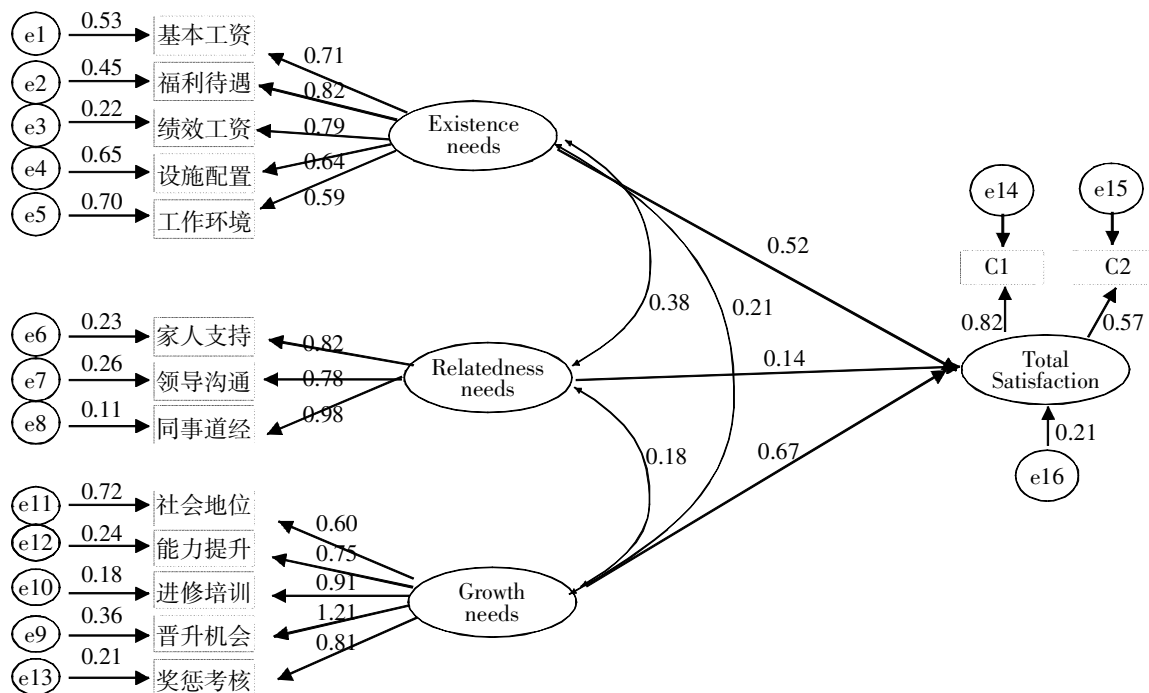 e1
0.53
基本工资
e2
0.45
福利待遇
e3
0.22
绩效工资
e4
0.65
设施配置
e5
0.70
工作环境
0.71
0.82
0.79
0.64
0.59
Existence
needs
e6
0.23
家人支持
e7
0.26
领导沟通
e8
0.11
同事道经
0.82
0.78
0.98
Relatedness
needs
e11
0.72
社会地位
e12
0.24
能力提升
e10
0.18
进修培训
e9
0.36
晋升机会
e13
0.21
奖惩考核
0.60
0.75
0.91
1.21
0.81
Growth
needs
0.38
0.21
0.18
0.52
0.14
0.67
e14
e15
C1
C2
0.82
0.57
Total
Satisfaction
0.21
e16